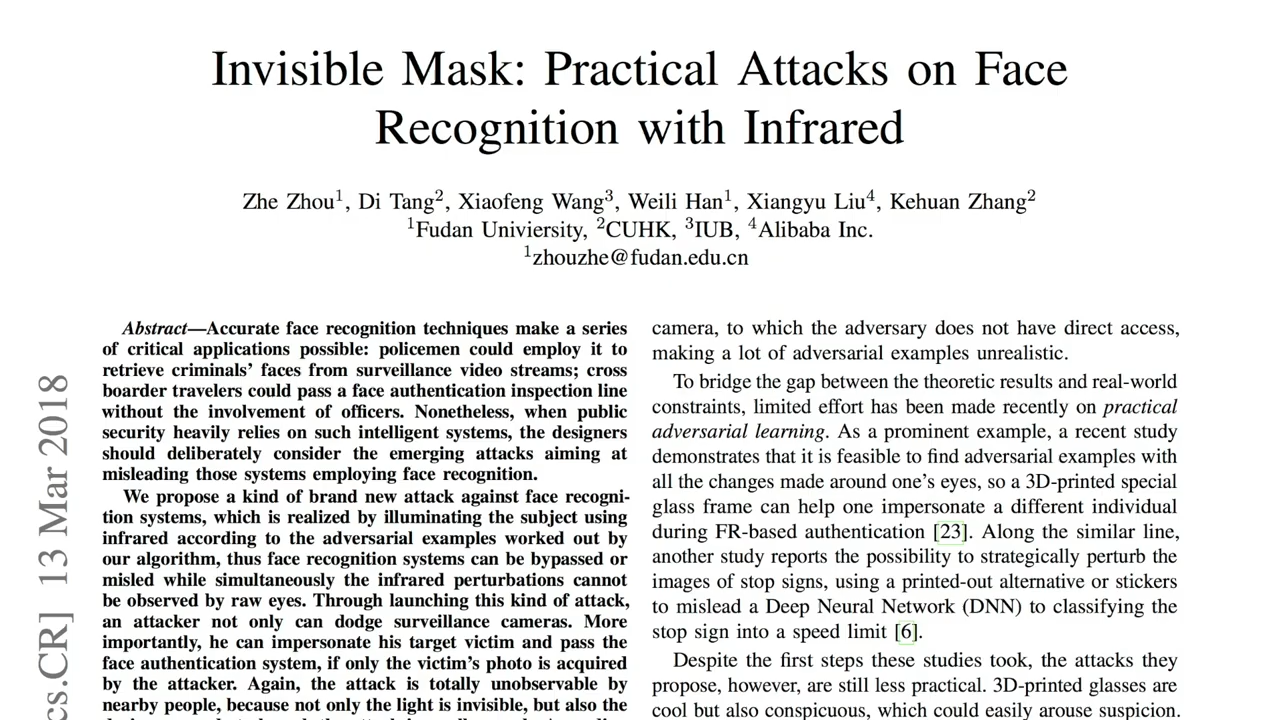 Invisible Mask: Practical Attacks on Face
Recognition with Infrared
Zhe Zhou1, Di Tang2, Xiaofeng Wang3, Weili Han1, Xiangyu Liu4, Kehuan Zhang2
1Fudan Univiersity, 2CUHK, 3IUB, 4Alibaba Inc.
1zhouzhe@fudan.edu.cn
Abstract—Accurate face recognition techniques make a series
of critical applications possible: policemen could employ it to
retrieve criminals' faces from surveillance video streams; cross
boarder travelers could pass a face authentication inspection line
without the involvement of officers. Nonetheless, when public
security heavily relies on such intelligent systems, the designers
should deliberately consider the emerging attacks aiming at
misleading those systems employing face recognition.
We propose a kind of brand new attack against face recogni-
tion systems, which is realized by illuminating the subject using
infrared according to the adversarial examples worked out by
our algorithm, thus face recognition systems can be bypassed or
misled while simultaneously the infrared perturbations cannot
be observed by raw eyes. Through launching this kind of attack,
an attacker not only can dodge surveillance cameras. More
importantly, he can impersonate his target victim and pass the
face authentication system, if only the victim's photo is acquired
by the attacker. Again, the attack is totally unobservable by
nearby people, because not only the light is invisible, but also the
camera, to which the adversary does not have direct access,
making a lot of adversarial examples unrealistic.
To bridge the gap between the theoretic results and real-world
constraints, limited effort has been made recently on practical
adversarial learning. As a prominent example, a recent study
demonstrates that it is feasible to find adversarial examples with
all the changes made around one's eyes, so a 3D-printed special
glass frame can help one impersonate a different individual
during FR-based authentication [23]. Along the similar line,
another study reports the possibility to strategically perturb the
images of stop signs, using a printed-out alternative or stickers
to mislead a Deep Neural Network (DNN) to classifying the
stop sign into a speed limit [6].
Despite the first steps these studies took, the attacks they
propose, however, are still less practical. 3D-printed glasses are
cool but also conspicuous, which could easily arouse suspicion.
cs.CR] 13 Mar 2018